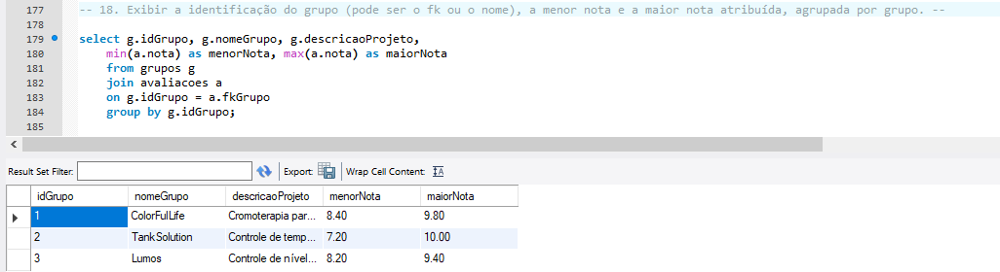 177 -- 18. Exibir a identificação do grupo (pode ser o fk ou o nome), a menor nota e a maior nota atribuída, agrupada por grupo. --
178
179 select g.idGrupo, g.nomeGrupo, g.descricaoProjeto,
180 min(a.nota) as menorNota, max(a.nota) as maiorNota
181 from grupos g
182 join avaliacoes a
183 on g.idGrupo = a.fkGrupo
184 group by g.idGrupo;
185
Result Set Filter: Export: Wrap Cell Content:
idGrupo nomeGrupo descricaoProjeto menorNota maiorNota
1 ColorFulLife Cromoterapia par... 8.40 9.80
2 TankSolution Controle de temp... 7.20 10.00
3 Lumos Controle de nível... 8.20 9.40